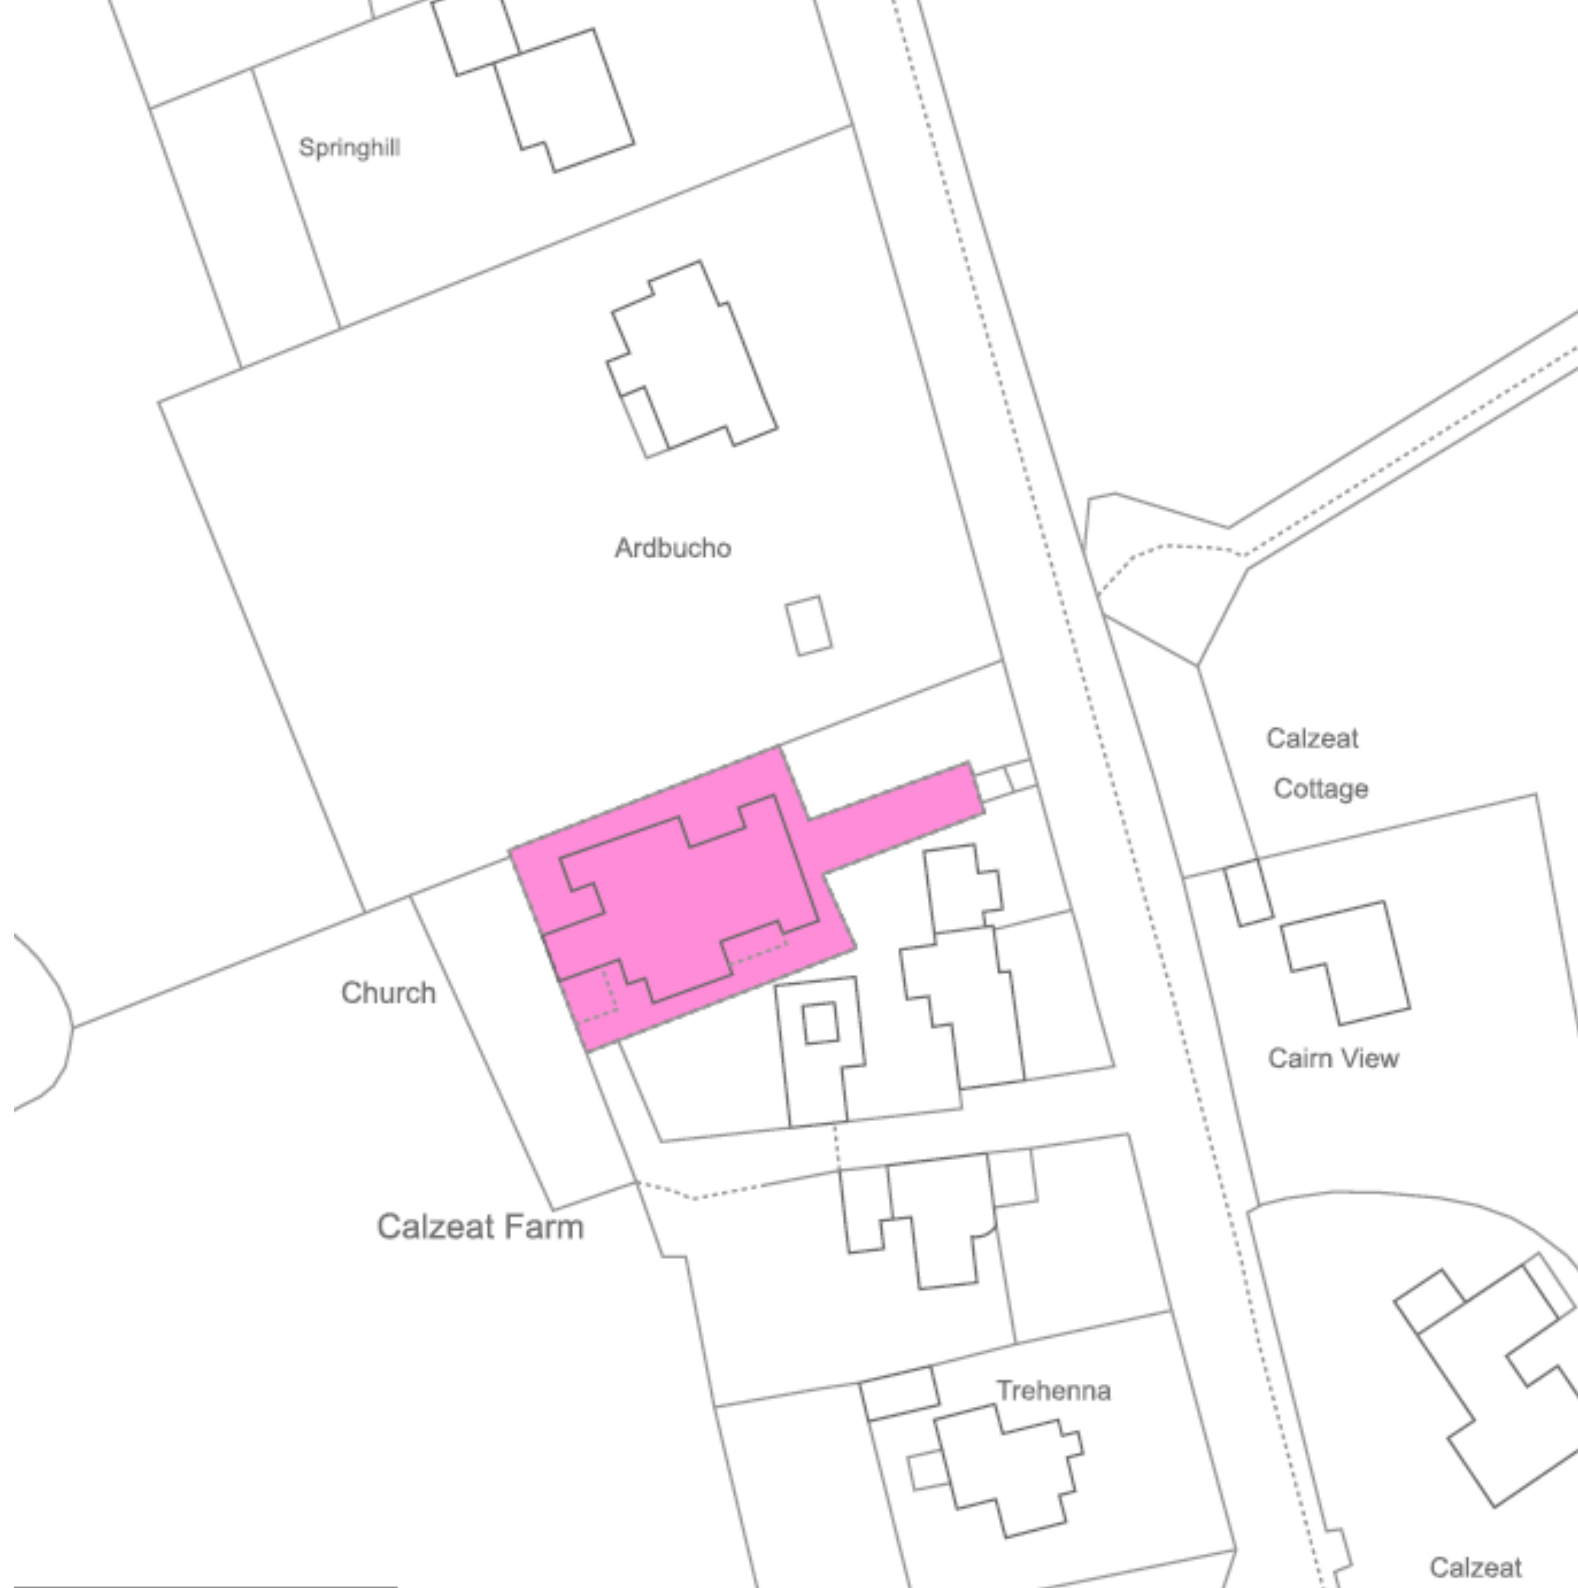 Springhill
Ardbucho
Calzeat
Cottage
Church
Cairn View
Calzeat Farm
Trehenna
Calzeat